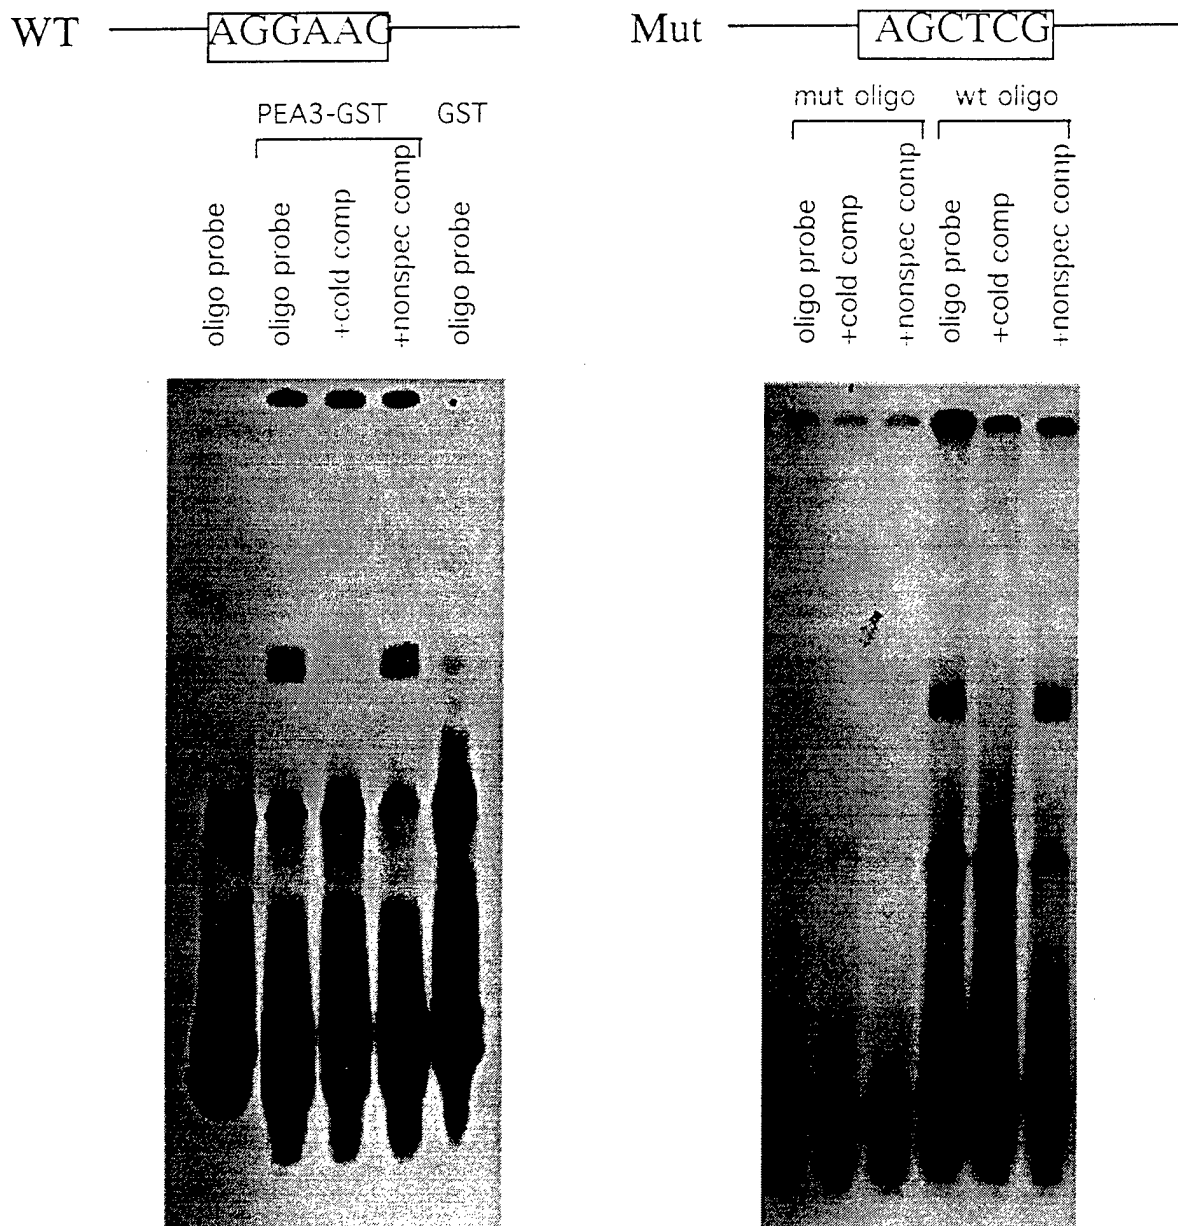 WT AGGAAG
PEA3-GST GST
oligo probe
oligo probe
+cold comp
+nonspec comp
oligo probe
Mut AGCTCG
mut oligo wt oligo
oligo probe
+cold comp
+nonspec comp
oligo probe
+cold comp
+nonspec comp